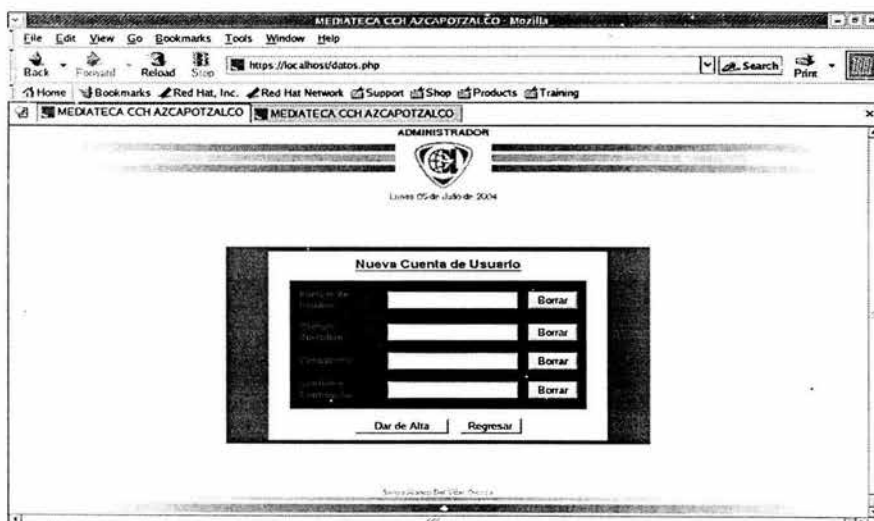 MEDIATECA CCH AZCAPOTZALCO - Mozilla
File Edit View Go Bookmarks Tools Window Help
Back Forward Reload Stop https://localhost/datos.php Search Print
Home Bookmarks Red Hat, Inc. Red Hat Network Support Shop Products Training
MEDIATECA CCH AZCAPOTZALCO MEDIATECA CCH AZCAPOTZALCO
ADMINISTRADOR
Lunes 05 de Julio de 2004
Nueva Cuenta de Usuario
Borrar
Borrar
Borrar
Borrar
Dar de Alta Regresar